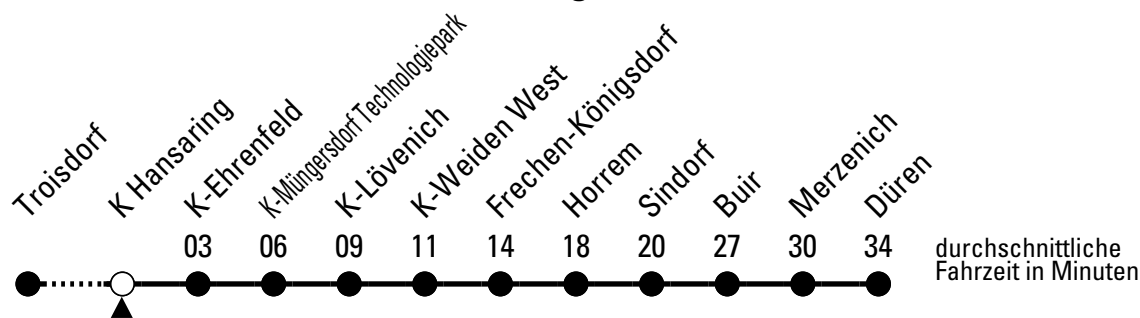 Troisdorf
K Hansaring
K-Ehrenfeld
K-Müngersdorf Technologiepark
K-Lövenich
K-Weiden West
Frechen-Königsdorf
Horrem
Sindorf
Buir
Merzenich
Düren
03 06 09 11 14 18 20 27 30 34
durchschnittliche
Fahrzeit in Minuten